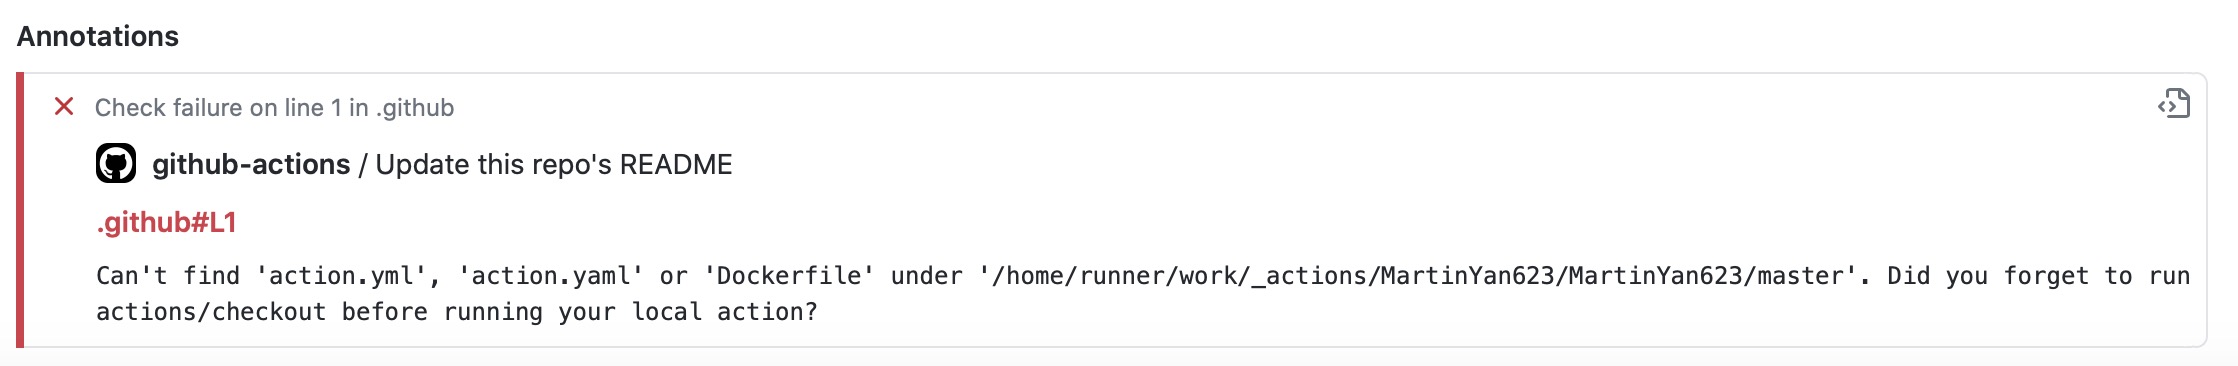 Annotations
Check failure on line 1 in .github
github-actions / Update this repo's README
.github#L1
Can't find 'action.yml', 'action.yaml' or 'Dockerfile' under '/home/runner/work/_actions/MartinYan623/MartinYan623/master'. Did you forget to run
actions/checkout before running your local action?